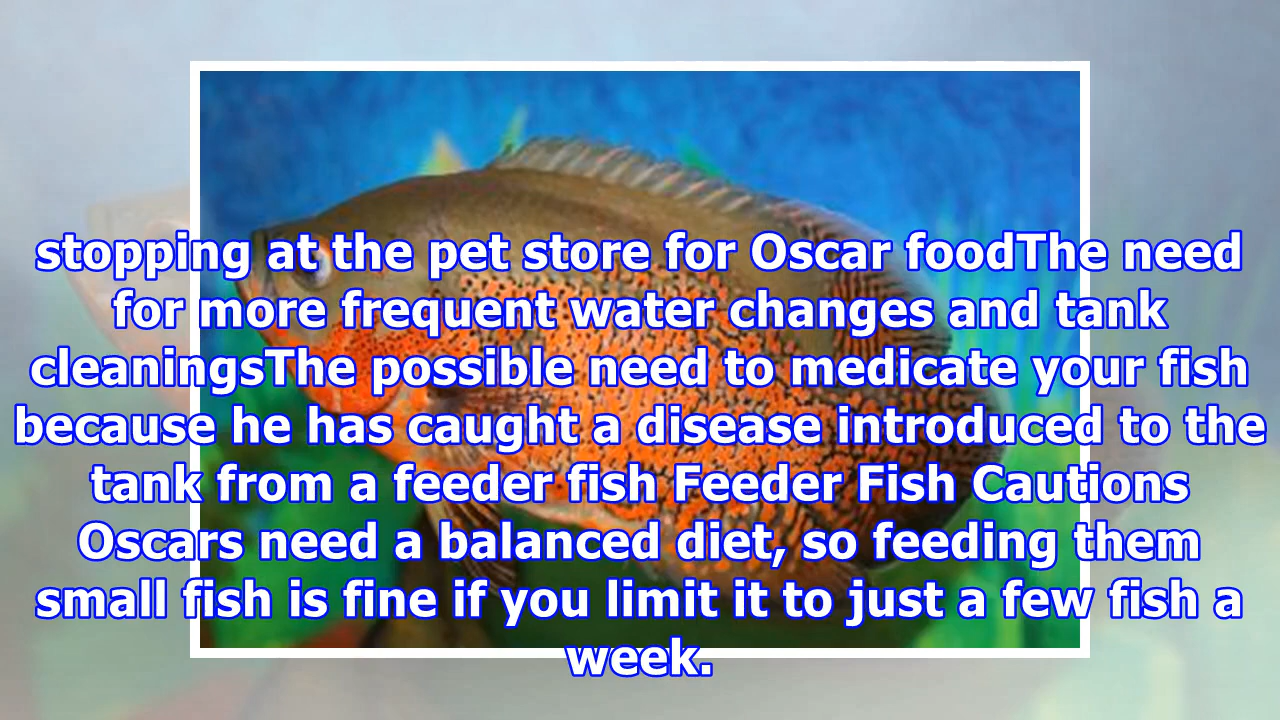 stopping at the pet store for Oscar foodThe need
for more frequent water changes and tank
cleaningsThe possible need to medicate your fish
because he has caught a disease introduced to the
tank from a feeder fish Feeder Fish Cautions
Oscars need a balanced diet, so feeding them
small fish is fine if you limit it to just a few fish a
week.